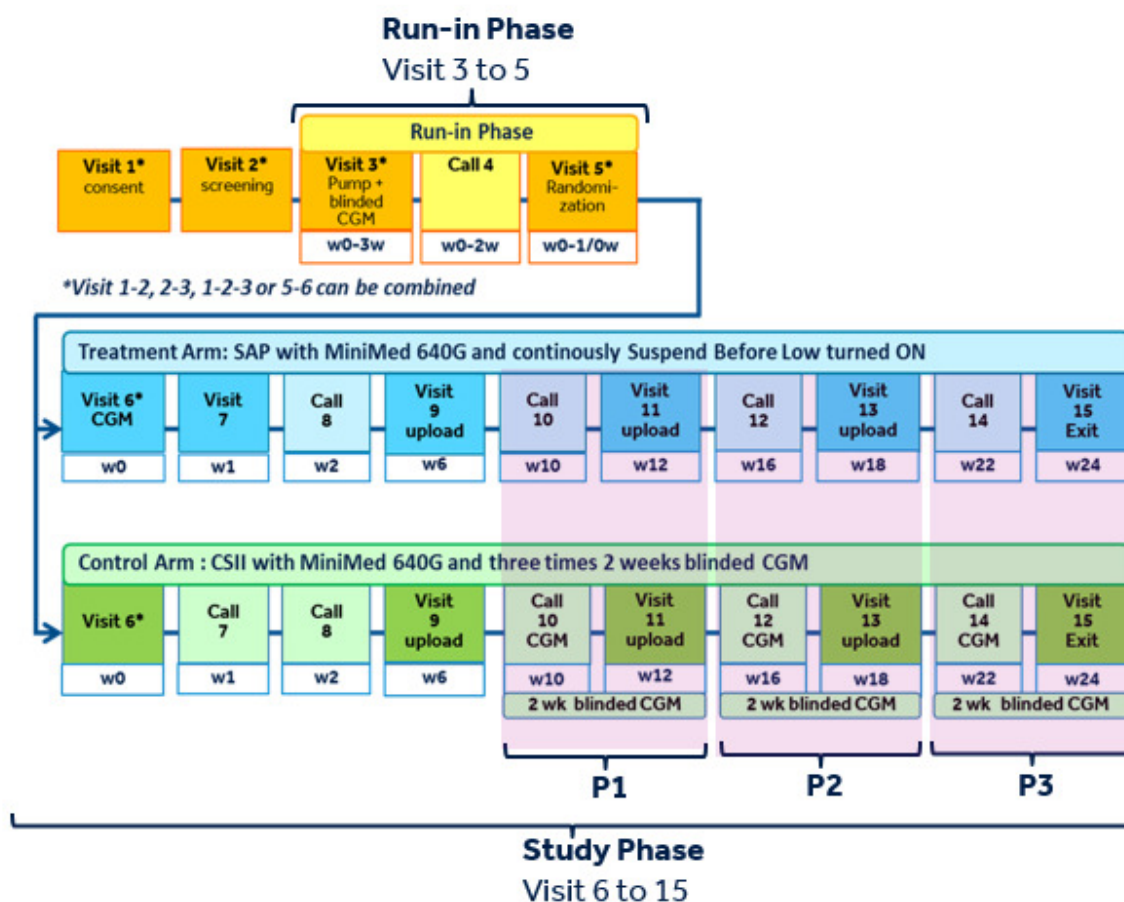 Run-in Phase
Visit 3 to 5
Run-in Phase
Visit 1*
consent
Visit 2*
screening
Visit 3*
Pump +
blinded
CGM
Call 4
Visit 5*
Randomi-
zation
w0-3w
w0-2w
w0-1/0w
*Visit 1-2, 2-3, 1-2-3 or 5-6 can be combined
Treatment Arm: SAP with MiniMed 640G and continously Suspend Before Low turned ON
Visit 6*
CGM
Visit
7
Call
8
Visit
9
upload
Call
10
Visit
11
upload
Call
12
Visit
13
upload
Call
14
Visit
15
Exit
w0
w1
w2
w6
w10
w12
w16
w18
w22
w24
Control Arm : CSII with MiniMed 640G and three times 2 weeks blinded CGM
Visit 6*
Call
7
Call
8
Visit
9
upload
Call
10
CGM
Visit
11
upload
Call
12
CGM
Visit
13
upload
Call
14
CGM
Visit
15
Exit
w0
w1
w2
w6
w10
w12
w16
w18
w22
w24
2 wk blinded CGM
2 wk blinded CGM
2 wk blinded CGM
P1
P2
P3
Study Phase
Visit 6 to 15